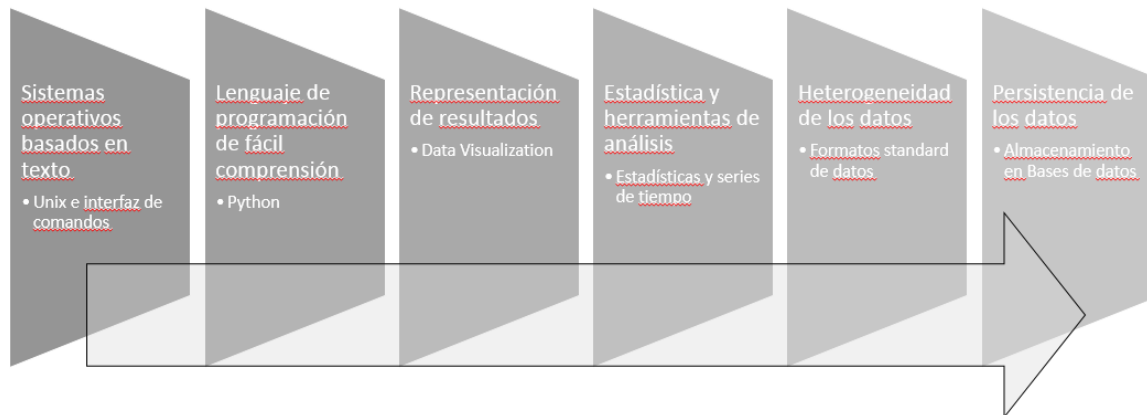 Sistemas
operativos
basados en
texto
• Unix e interfaz de
comandos
Lenguaje de
programación
de fácil
comprensión
• Python
Representación
de resultados
• Data Visualization
Estadística y
herramientas de
análisis
• Estadísticas y series
de tiempo
Heterogeneidad
de los datos
• Formatos standard
de datos
Persistencia de
los datos
• Almacenamiento
en Bases de datos